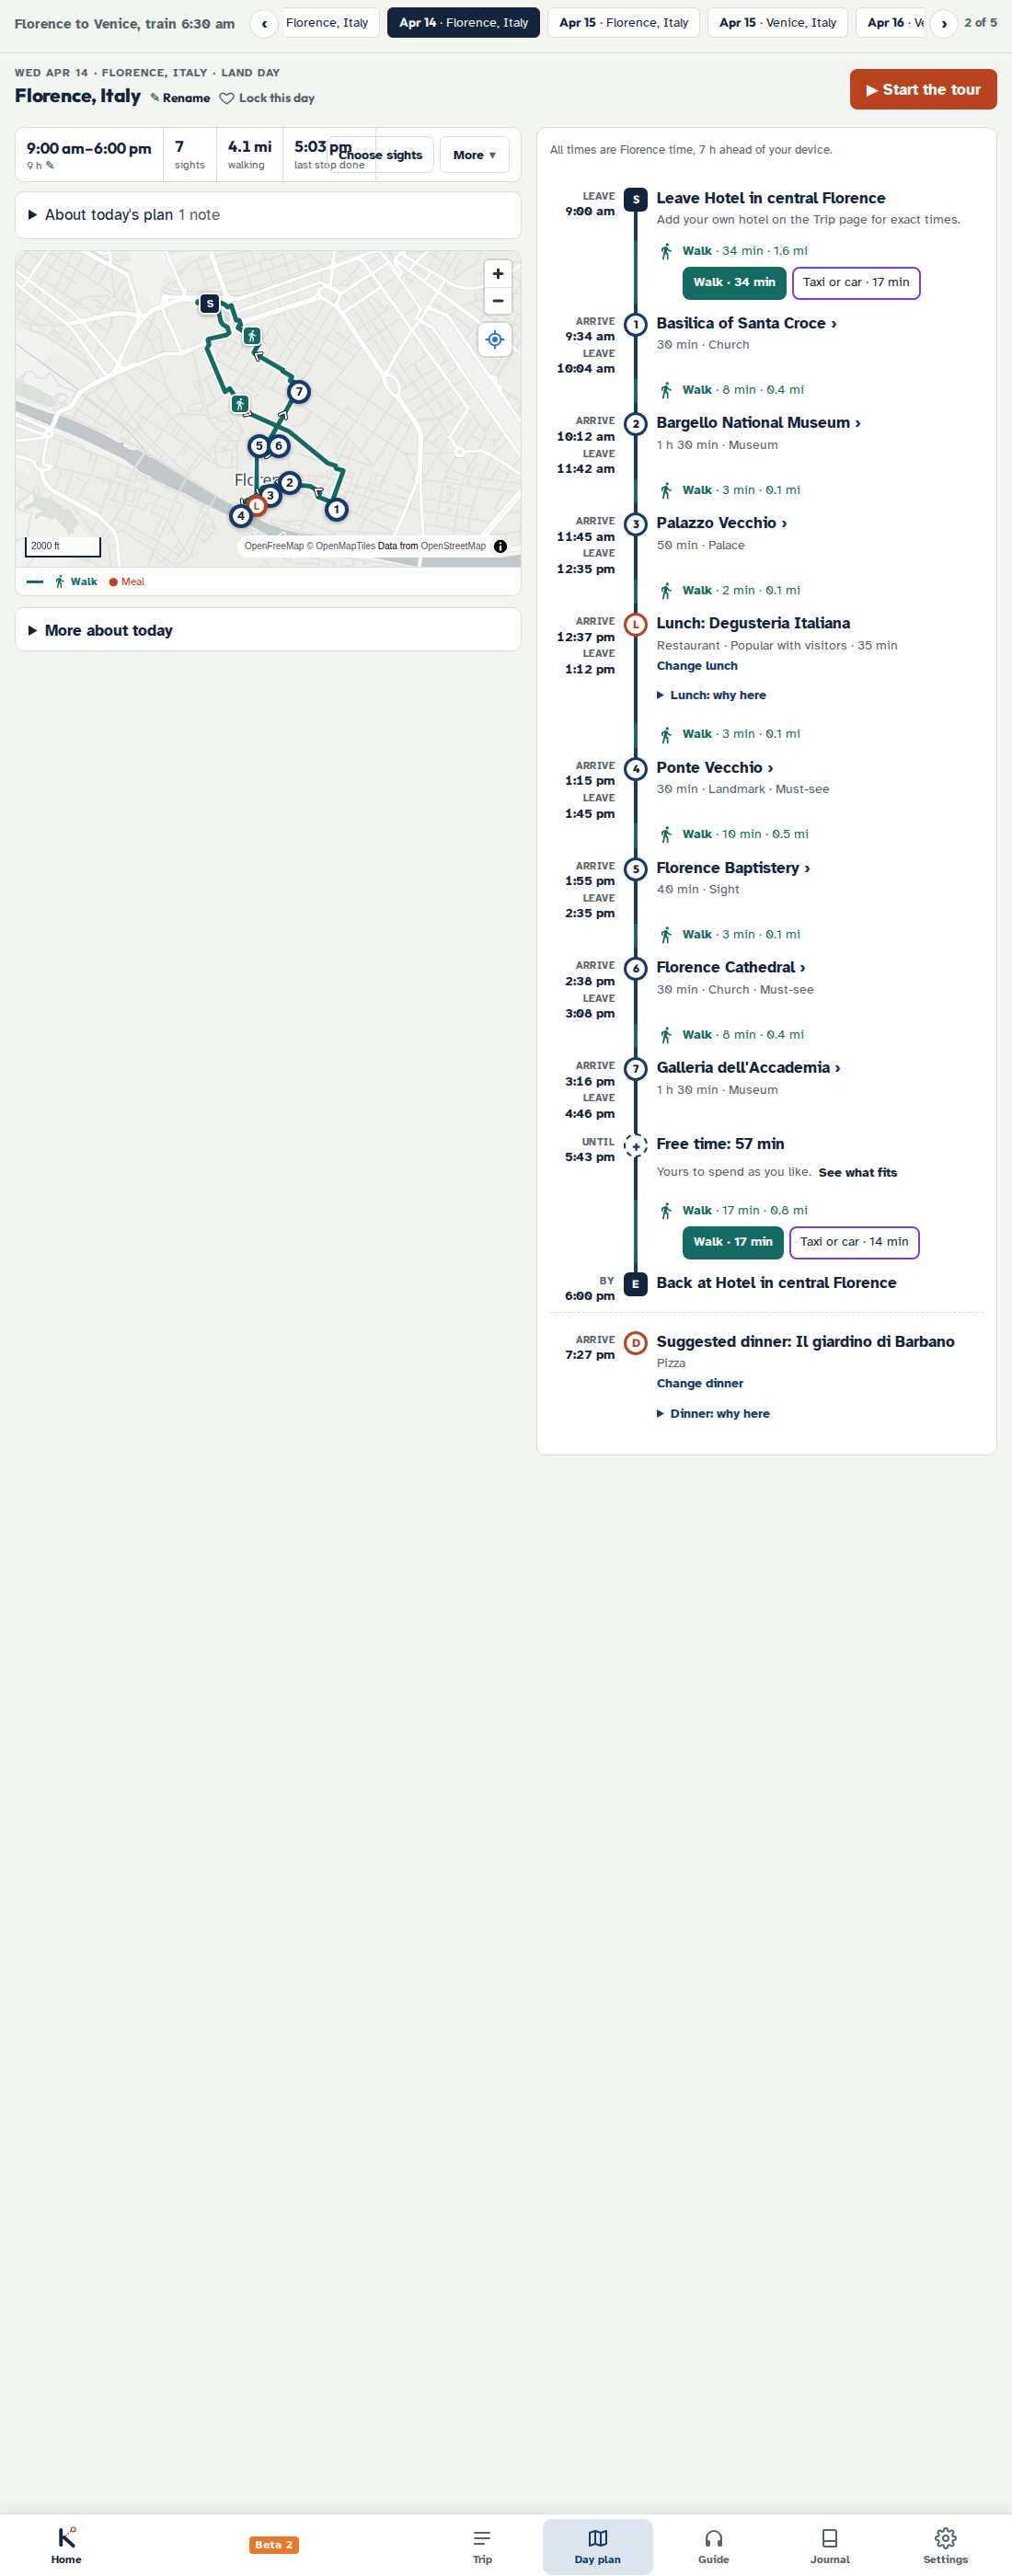 Florence to Venice, train 6:30 am
‹
Florence, Italy
Apr 14 · Florence, Italy
Apr 15 · Florence, Italy
Apr 15 · Venice, Italy
Apr 16 · Ve
›
2 of 5
WED APR 14 · FLORENCE, ITALY · LAND DAY
Florence, Italy
✎ Rename
Lock this day
▶ Start the tour
9:00 am–6:00 pm
9 h ✎
7
sights
4.1 mi
walking
5:03 pm
last stop done
Choose sights
More ▾
▶ About today's plan 1 note
S
7
5
6
2
3
L
4
1
+
−
2000 ft
OpenFreeMap © OpenMapTiles Data from OpenStreetMap
Walk
Meal
▶ More about today
All times are Florence time, 7 h ahead of your device.
LEAVE
9:00 am
S
Leave Hotel in central Florence
Add your own hotel on the Trip page for exact times.
Walk · 34 min · 1.6 mi
Walk · 34 min
Taxi or car · 17 min
ARRIVE
9:34 am
LEAVE
10:04 am
1
Basilica of Santa Croce ›
30 min · Church
Walk · 8 min · 0.4 mi
ARRIVE
10:12 am
LEAVE
11:42 am
2
Bargello National Museum ›
1 h 30 min · Museum
Walk · 3 min · 0.1 mi
ARRIVE
11:45 am
LEAVE
12:35 pm
3
Palazzo Vecchio ›
50 min · Palace
Walk · 2 min · 0.1 mi
ARRIVE
12:37 pm
LEAVE
1:12 pm
L
Lunch: Degusteria Italiana
Restaurant · Popular with visitors · 35 min
Change lunch
▶ Lunch: why here
Walk · 3 min · 0.1 mi
ARRIVE
1:15 pm
LEAVE
1:45 pm
4
Ponte Vecchio ›
30 min · Landmark · Must-see
Walk · 10 min · 0.5 mi
ARRIVE
1:55 pm
LEAVE
2:35 pm
5
Florence Baptistery ›
40 min · Sight
Walk · 3 min · 0.1 mi
ARRIVE
2:38 pm
LEAVE
3:08 pm
6
Florence Cathedral ›
30 min · Church · Must-see
Walk · 8 min · 0.4 mi
ARRIVE
3:16 pm
LEAVE
4:46 pm
7
Galleria dell'Accademia ›
1 h 30 min · Museum
UNTIL
5:43 pm
+
Free time: 57 min
Yours to spend as you like. See what fits
Walk · 17 min · 0.8 mi
Walk · 17 min
Taxi or car · 14 min
BY
6:00 pm
E
Back at Hotel in central Florence
ARRIVE
7:27 pm
D
Suggested dinner: Il giardino di Barbano
Pizza
Change dinner
▶ Dinner: why here
Home
Beta 2
Trip
Day plan
Guide
Journal
Settings